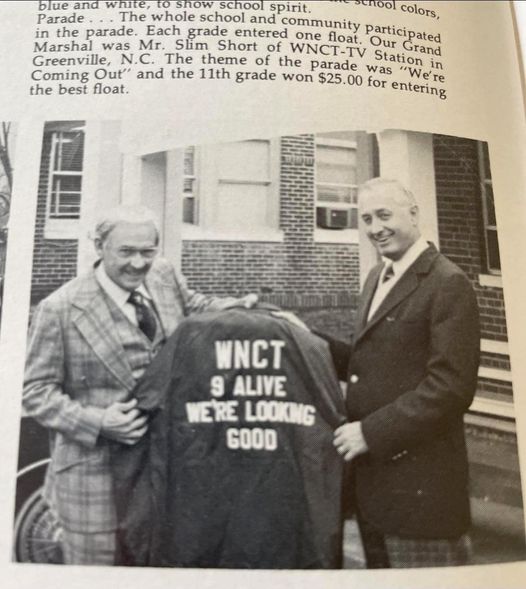 school colors,
blue and white, to show school spirit.
Parade . . . The whole school and community participated
in the parade. Each grade entered one float. Our Grand
Marshal was Mr. Slim Short of WNCT-TV Station in
Greenville, N.C. The theme of the parade was "We're
Coming Out" and the 11th grade won $25.00 for entering
the best float.
WNCT
9 ALIVE
WE'RE LOOKING
GOOD